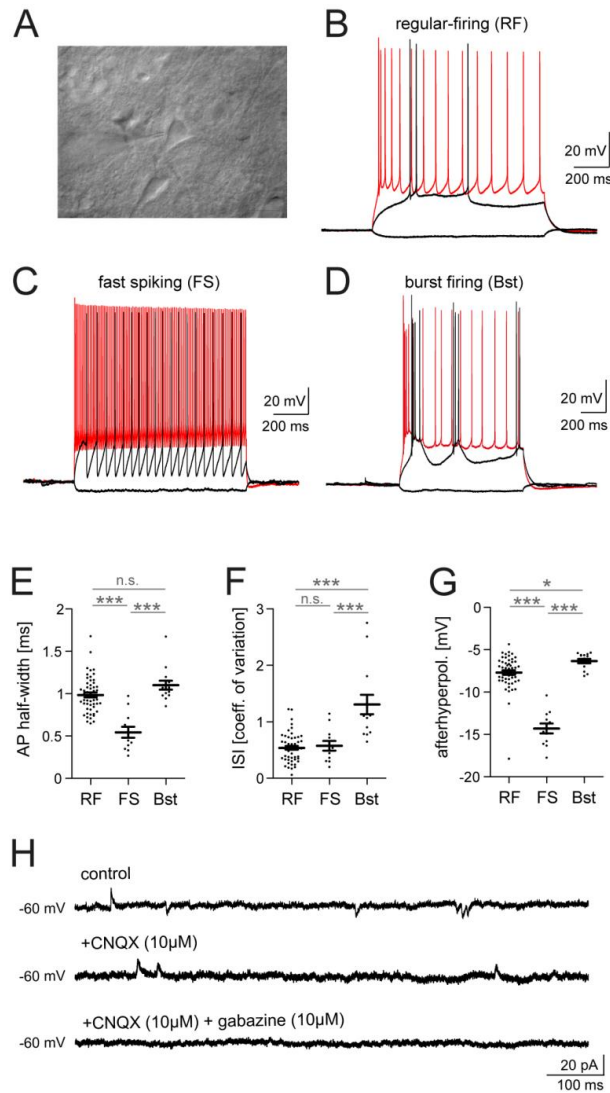 A
B
regular-firing (RF)
20 mV
200 ms
C
fast spiking (FS)
20 mV
200 ms
D
burst firing (Bst)
20 mV
200 ms
E
n.s.
*** ***
AP half-width [ms]
2
1.5
1
0.5
0
RF FS Bst
F
***
n.s. ***
ISI [coeff. of variation]
3
2
1
0
RF FS Bst
G
*
*** ***
afterhyperpol. [mV]
0
-5
-10
-15
-20
RF FS Bst
H
control
-60 mV
+CNQX (10µM)
-60 mV
+CNQX (10µM) + gabazine (10µM)
-60 mV
20 pA
100 ms